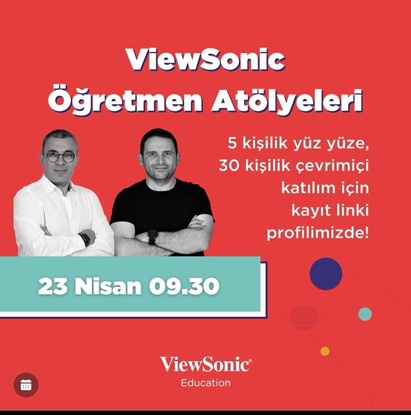 ViewSonic
Öğretmen Atölyeleri
5 kişilik yüz yüze,
30 kişilik çevrimiçi
katılım için
kayıt linki
profilimizde!
23 Nisan 09.30
ViewSonic®
Education